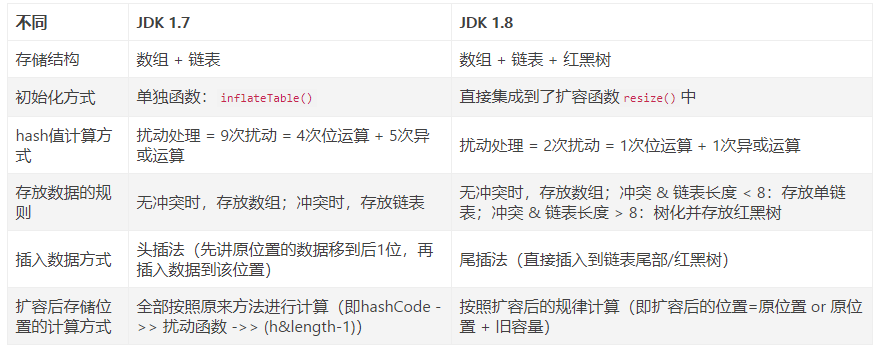 不同 JDK 1.7 JDK 1.8
存储结构 数组 + 链表 数组 + 链表 + 红黑树
初始化方式 单独函数： inflateTable() 直接集成到了扩容函数 resize() 中
hash值计算方
式
扰动处理 = 9次扰动 = 4次位运算 + 5次异
或运算
扰动处理 = 2次扰动 = 1次位运算 + 1次异或运算
存放数据的规
则
无冲突时，存放数组；冲突时，存放链表
无冲突时，存放数组；冲突 & 链表长度 < 8：存放单链
表；冲突 & 链表长度 > 8：树化并存放红黑树
插入数据方式
头插法（先讲原位置的数据移到后1位，再
插入数据到该位置）
尾插法（直接插入到链表尾部/红黑树）
扩容后存储位
置的计算方式
全部按照原来方法进行计算（即hashCode -
>> 扰动函数 ->> (h&length-1)）
按照扩容后的规律计算（即扩容后的位置=原位置 or 原位
置 + 旧容量）